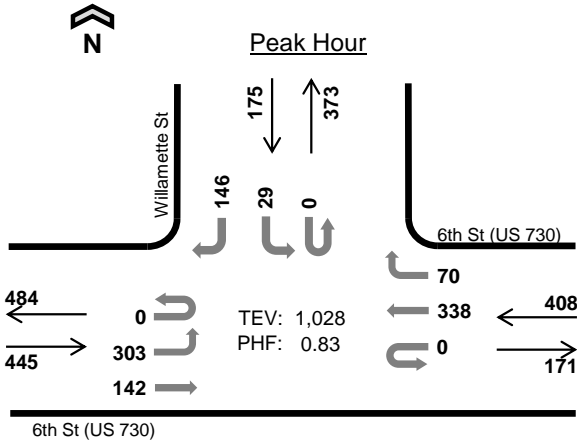 N
Peak Hour
Willamette St
175
373
146
29
0
6th St (US 730)
70
484
0
TEV: 1,028
338
408
445
303
PHF: 0.83
0
171
142
6th St (US 730)